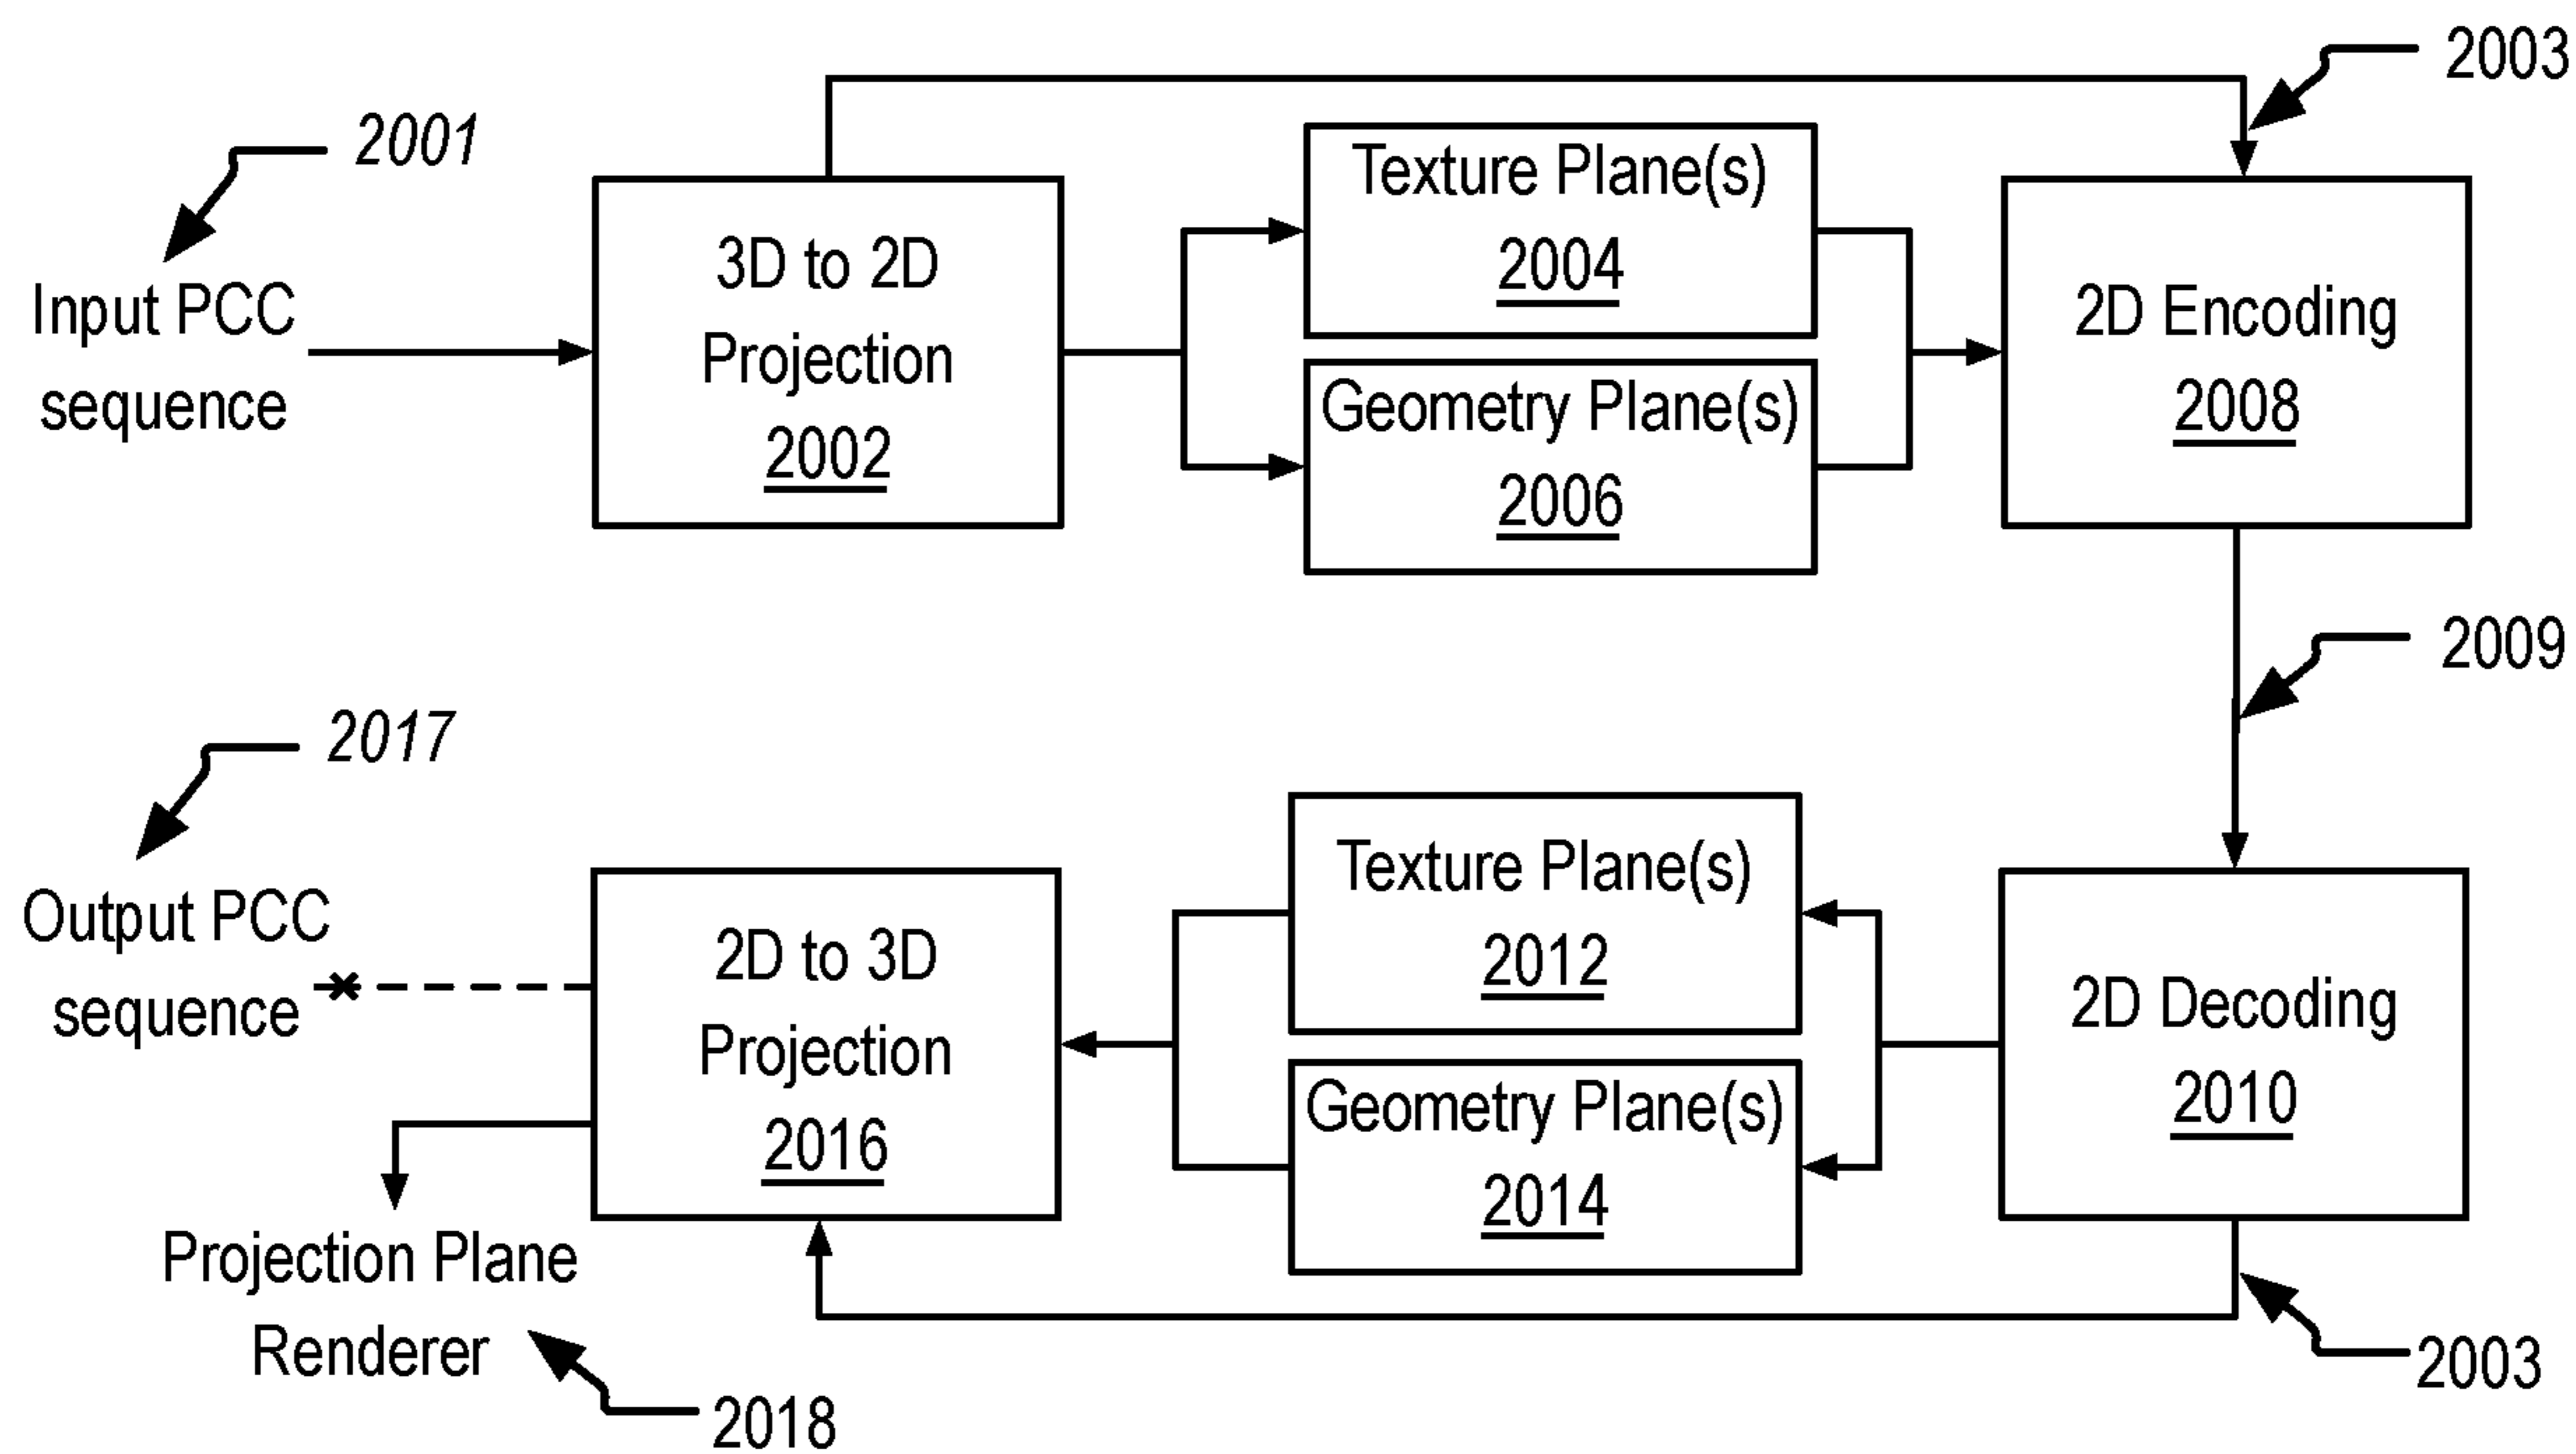 2003
2001
Input PCC
sequence
3D to 2D
Projection
2002
Texture Plane(s)
2004
Geometry Plane(s)
2006
2D Encoding
2008
2009
2017
Output PCC
sequence
2D to 3D
Projection
2016
Texture Plane(s)
2012
Geometry Plane(s)
2014
2D Decoding
2010
Projection Plane
Renderer
2018
2003